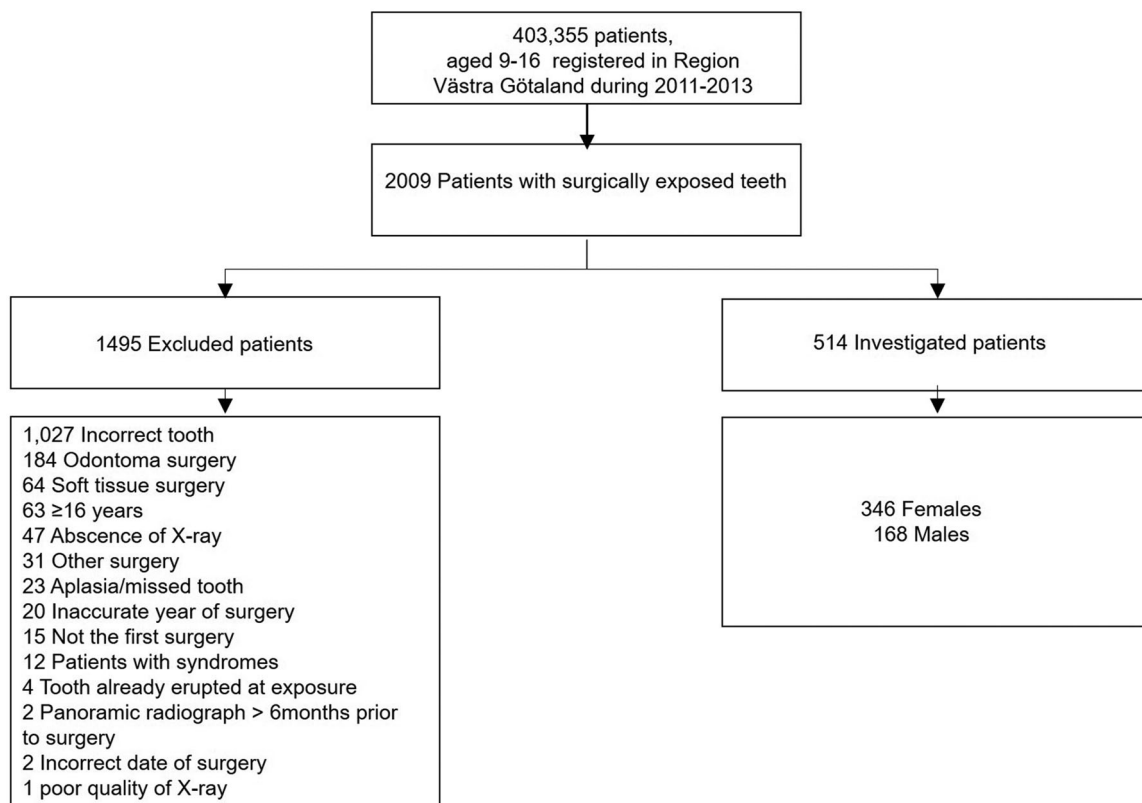 403,355 patients,
aged 9-16 registered in Region
Västra Götaland during 2011-2013
2009 Patients with surgically exposed teeth
1495 Excluded patients
514 Investigated patients
1,027 Incorrect tooth
184 Odontoma surgery
64 Soft tissue surgery
63 ≥16 years
47 Abscence of X-ray
31 Other surgery
23 Aplasia/missed tooth
20 Inaccurate year of surgery
15 Not the first surgery
12 Patients with syndromes
4 Tooth already erupted at exposure
2 Panoramic radiograph > 6months prior
to surgery
2 Incorrect date of surgery
1 poor quality of X-ray
346 Females
168 Males